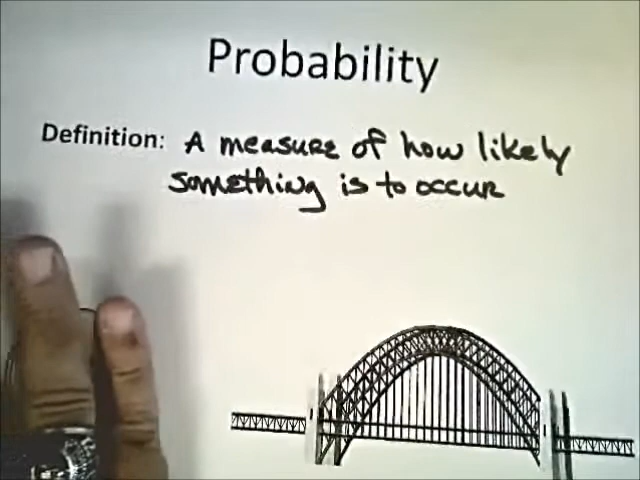 Probability
Definition: A measure of how likely
something is to occur